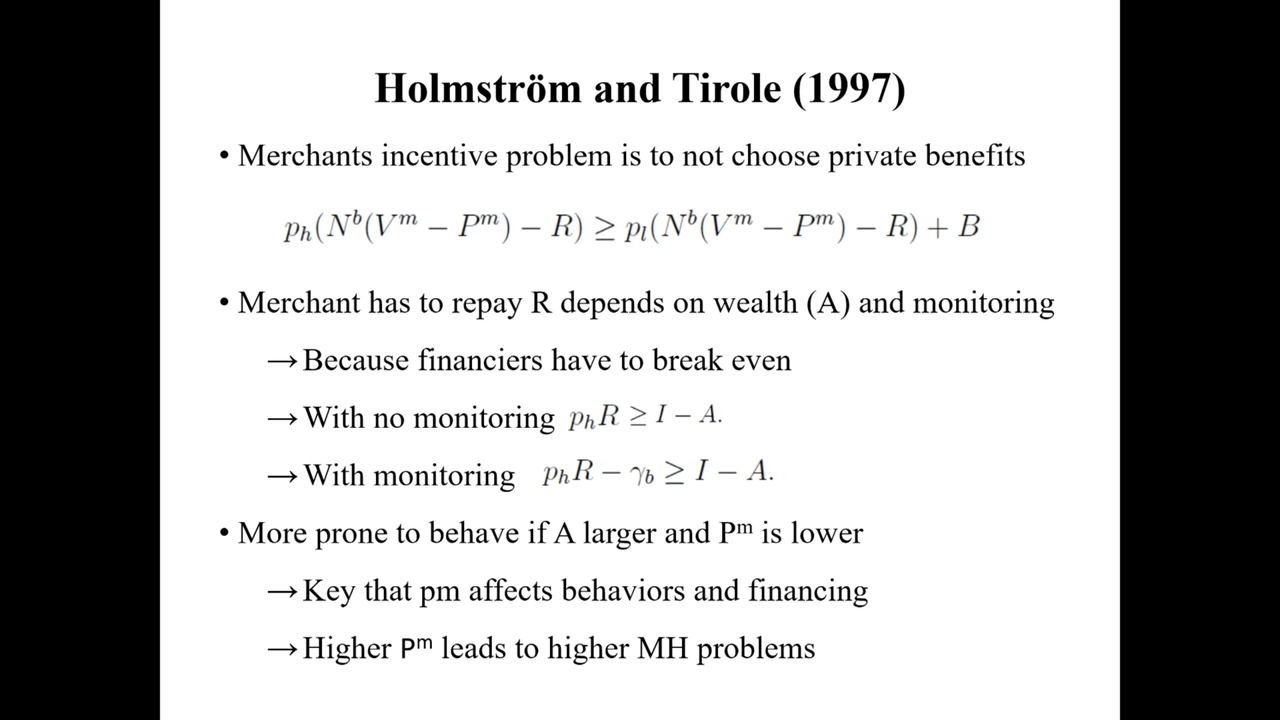 Holmström and Tirole (1997)
• Merchants incentive problem is to not choose private benefits
p_h(N^b(V^m − P^m) − R) ≥ p_l(N^b(V^m − P^m) − R) + B
• Merchant has to repay R depends on wealth (A) and monitoring
→ Because financiers have to break even
→ With no monitoring p_hR ≥ I − A.
→ With monitoring p_hR − γ_b ≥ I − A.
• More prone to behave if A larger and P^m is lower
→ Key that pm affects behaviors and financing
→ Higher P^m leads to higher MH problems